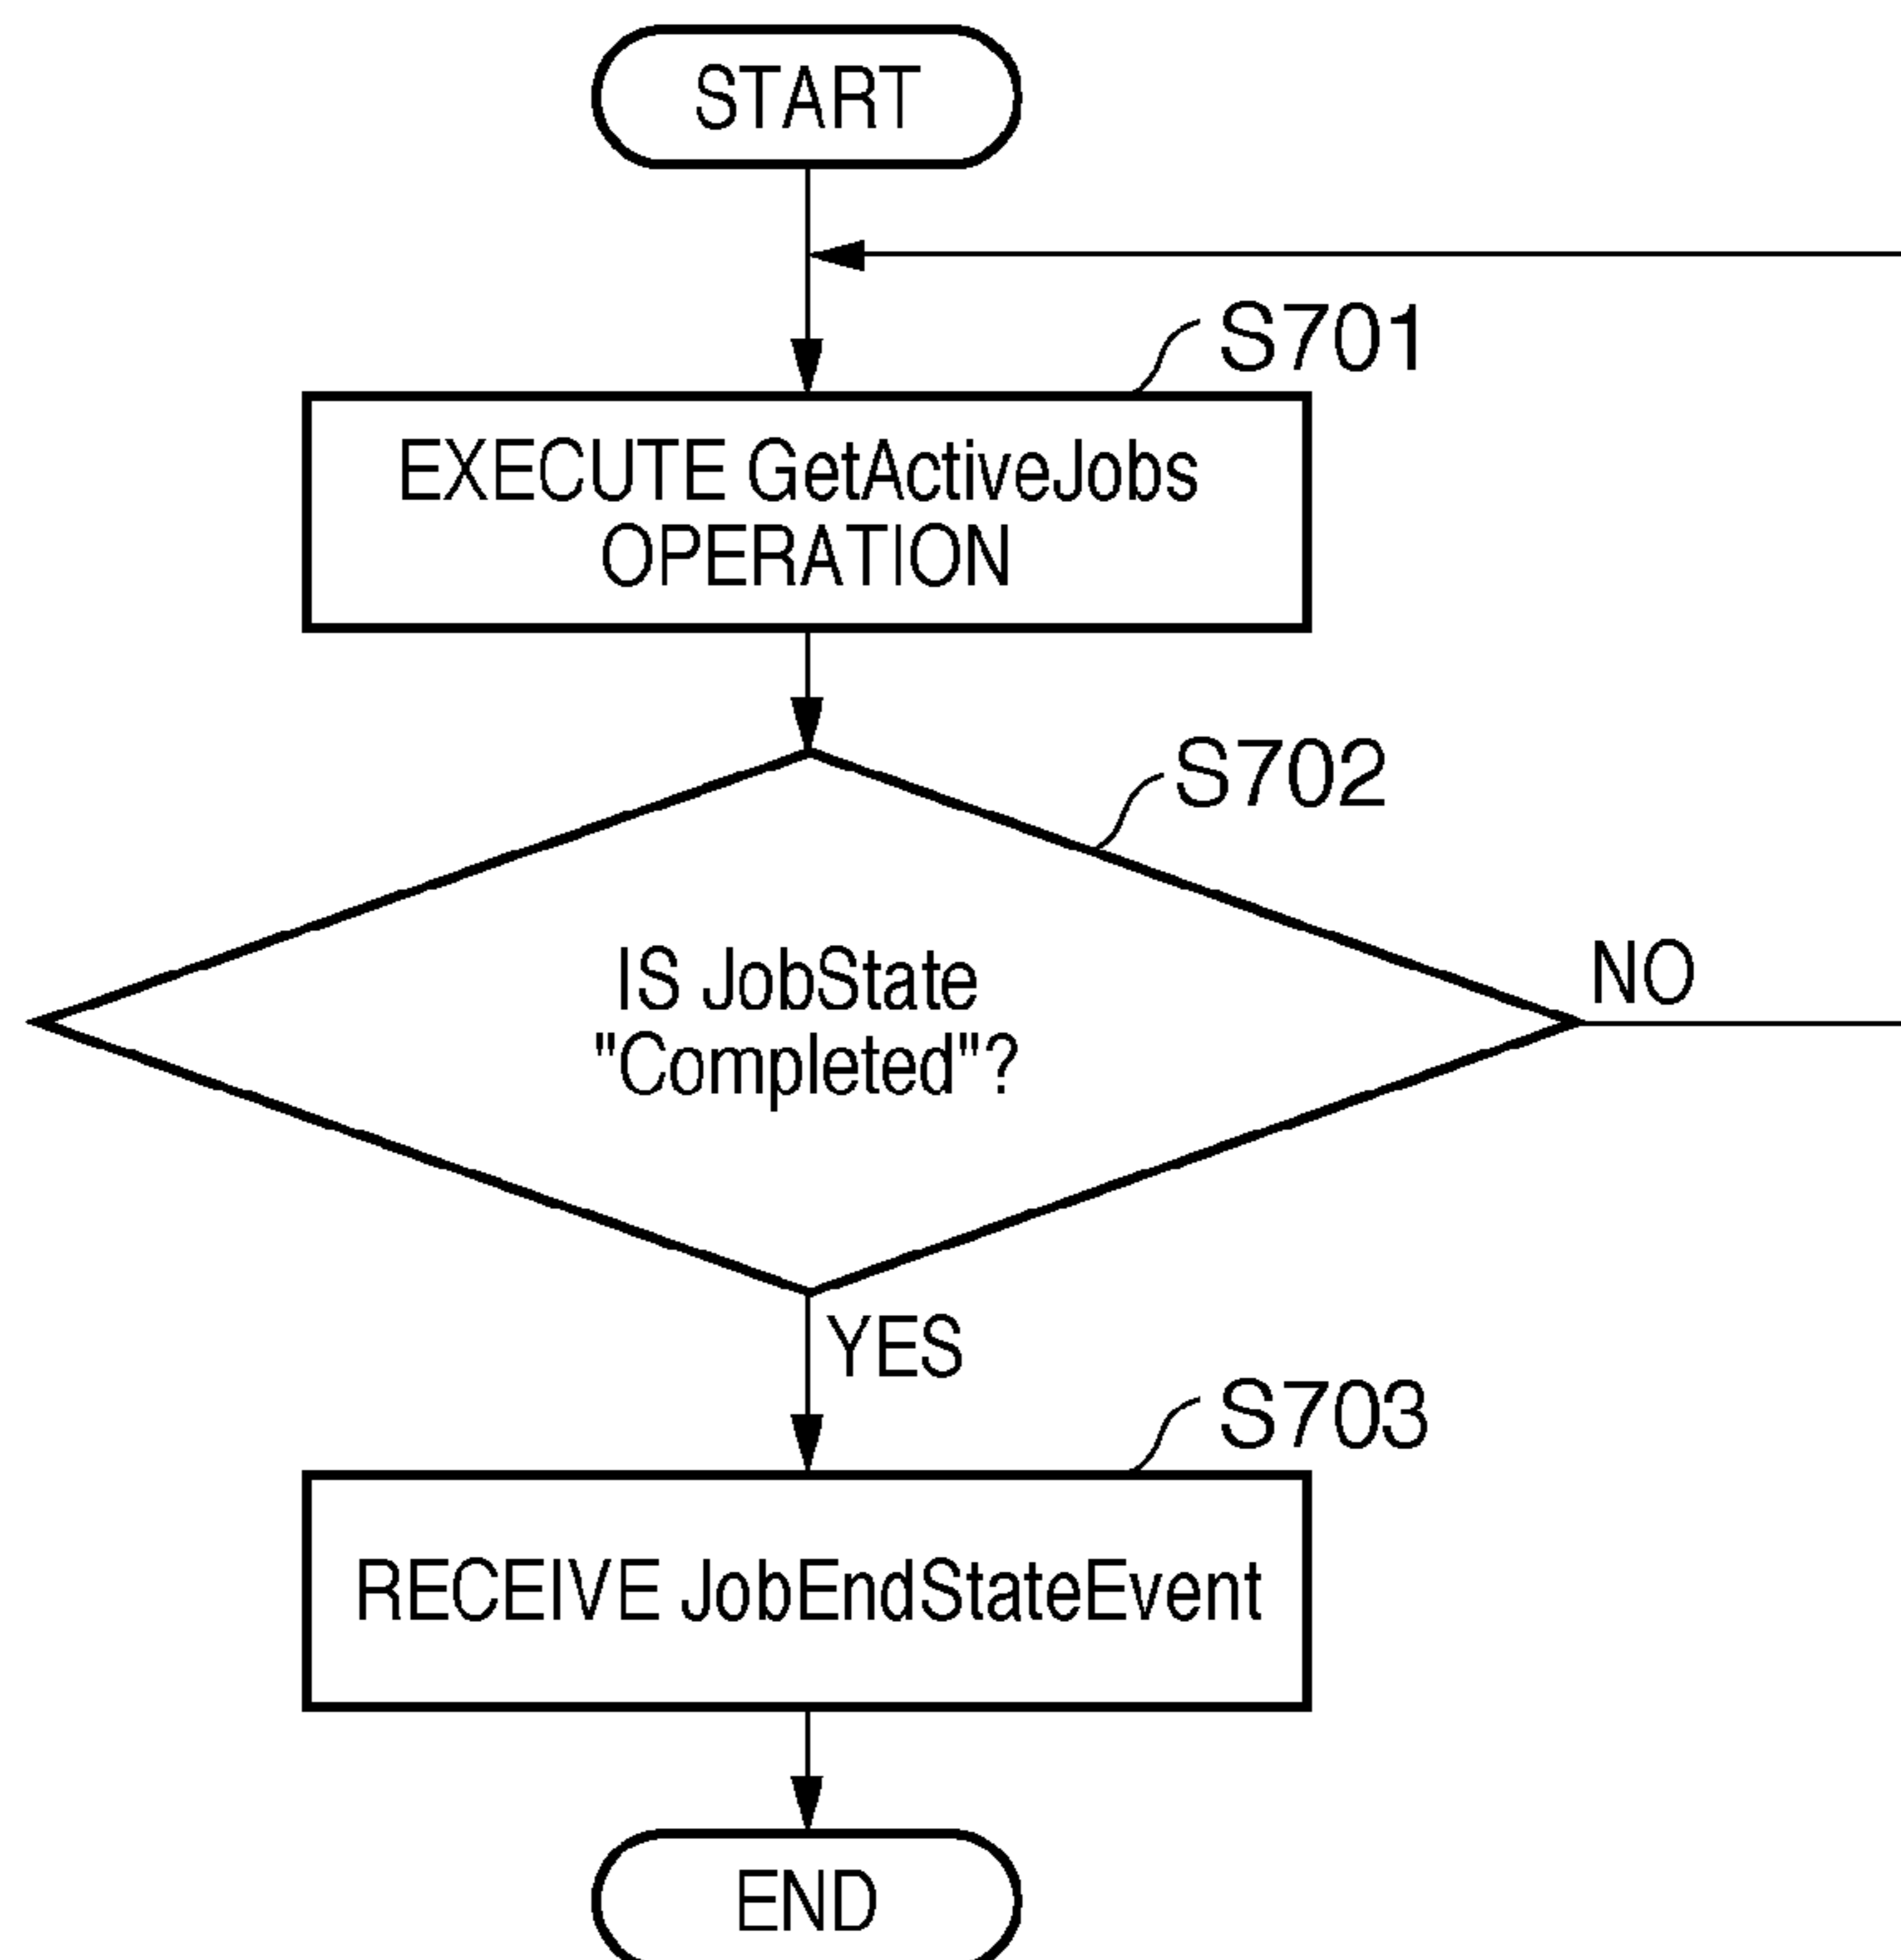 START
S701
EXECUTE GetActiveJobs
OPERATION
S702
IS JobState
"Completed"?
NO
YES
S703
RECEIVE JobEndStateEvent
END